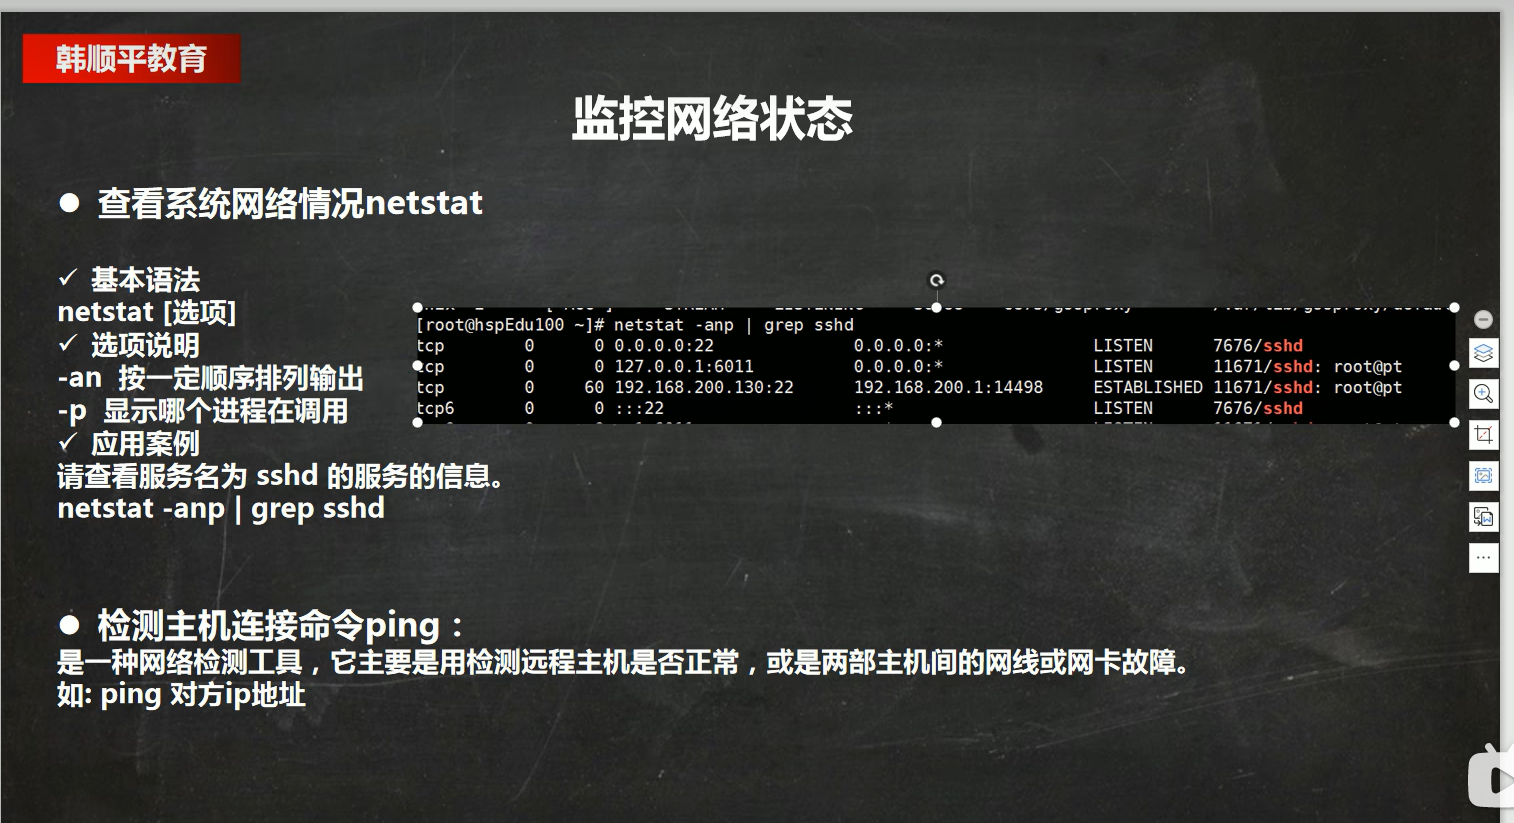 韩顺平教育
监控网络状态
● 查看系统网络情况netstat
✓ 基本语法
netstat [选项]
✓ 选项说明
-an 按一定顺序排列输出
-p 显示哪个进程在调用
✓ 应用案例
请查看服务名为 sshd 的服务的信息。
netstat -anp | grep sshd
[root@hspEdu100 ~]# netstat -anp | grep sshd
tcp 0 0 0.0.0.0:22 0.0.0.0:* LISTEN 7676/sshd
tcp 0 0 127.0.0.1:6011 0.0.0.0:* LISTEN 11671/sshd: root@pt
tcp 0 60 192.168.200.130:22 192.168.200.1:14498 ESTABLISHED 11671/sshd: root@pt
tcp6 0 0 :::22 :::* LISTEN 7676/sshd
● 检测主机连接命令ping：
是一种网络检测工具，它主要是用检测远程主机是否正常，或是两部主机间的网线或网卡故障。
如: ping 对方ip地址